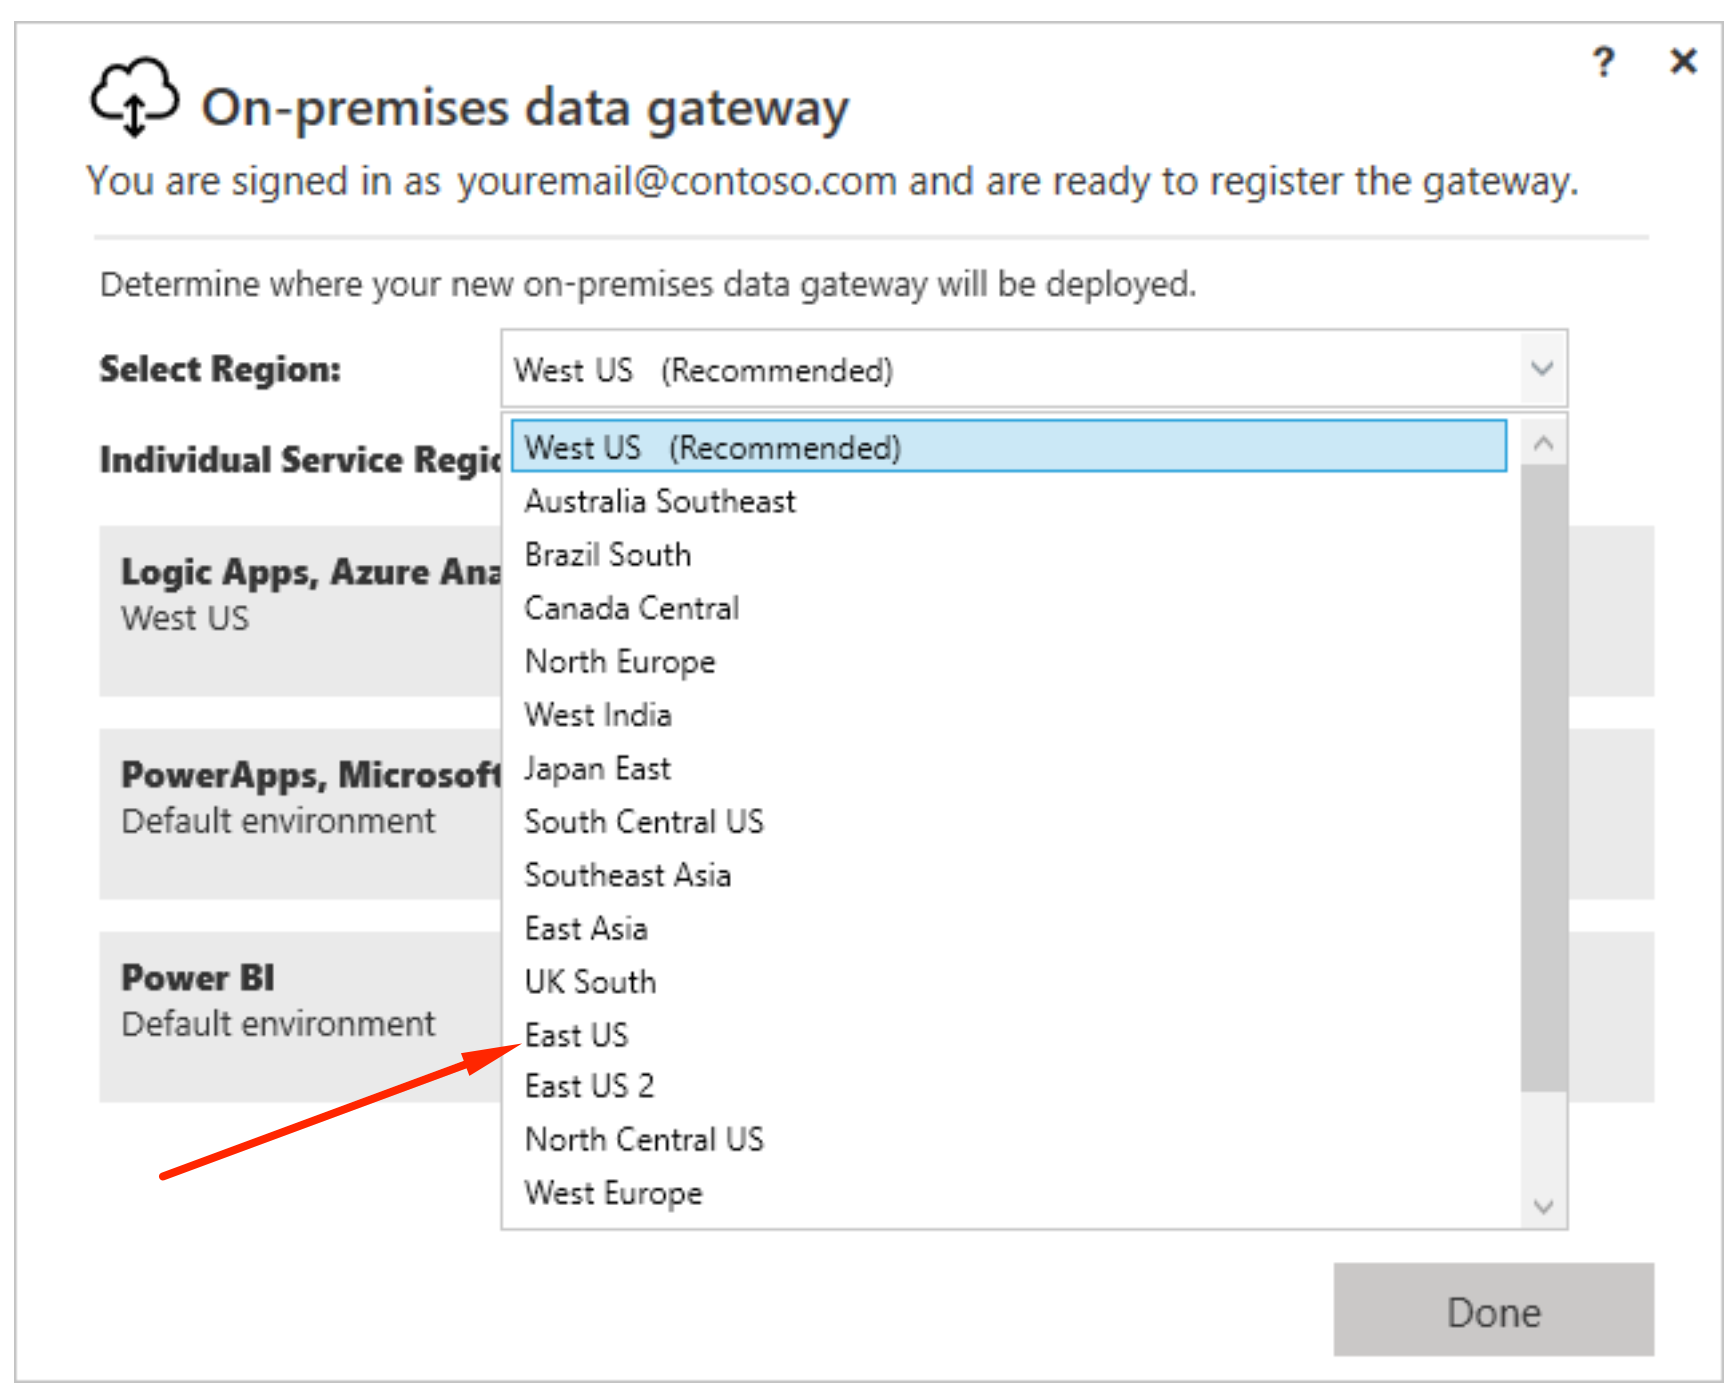 ? ×
On-premises data gateway
You are signed in as youremail@contoso.com and are ready to register the gateway.
Determine where your new on-premises data gateway will be deployed.
Select Region: West US (Recommended)
Individual Service
West US (Recommended)
Australia Southeast
Brazil South
Canada Central
North Europe
West India
Japan East
South Central US
Southeast Asia
East Asia
UK South
East US
East US 2
North Central US
West Europe
Logic Apps, Azure
West US
PowerApps, Microsoft
Default environment
Power BI
Default environment
Done